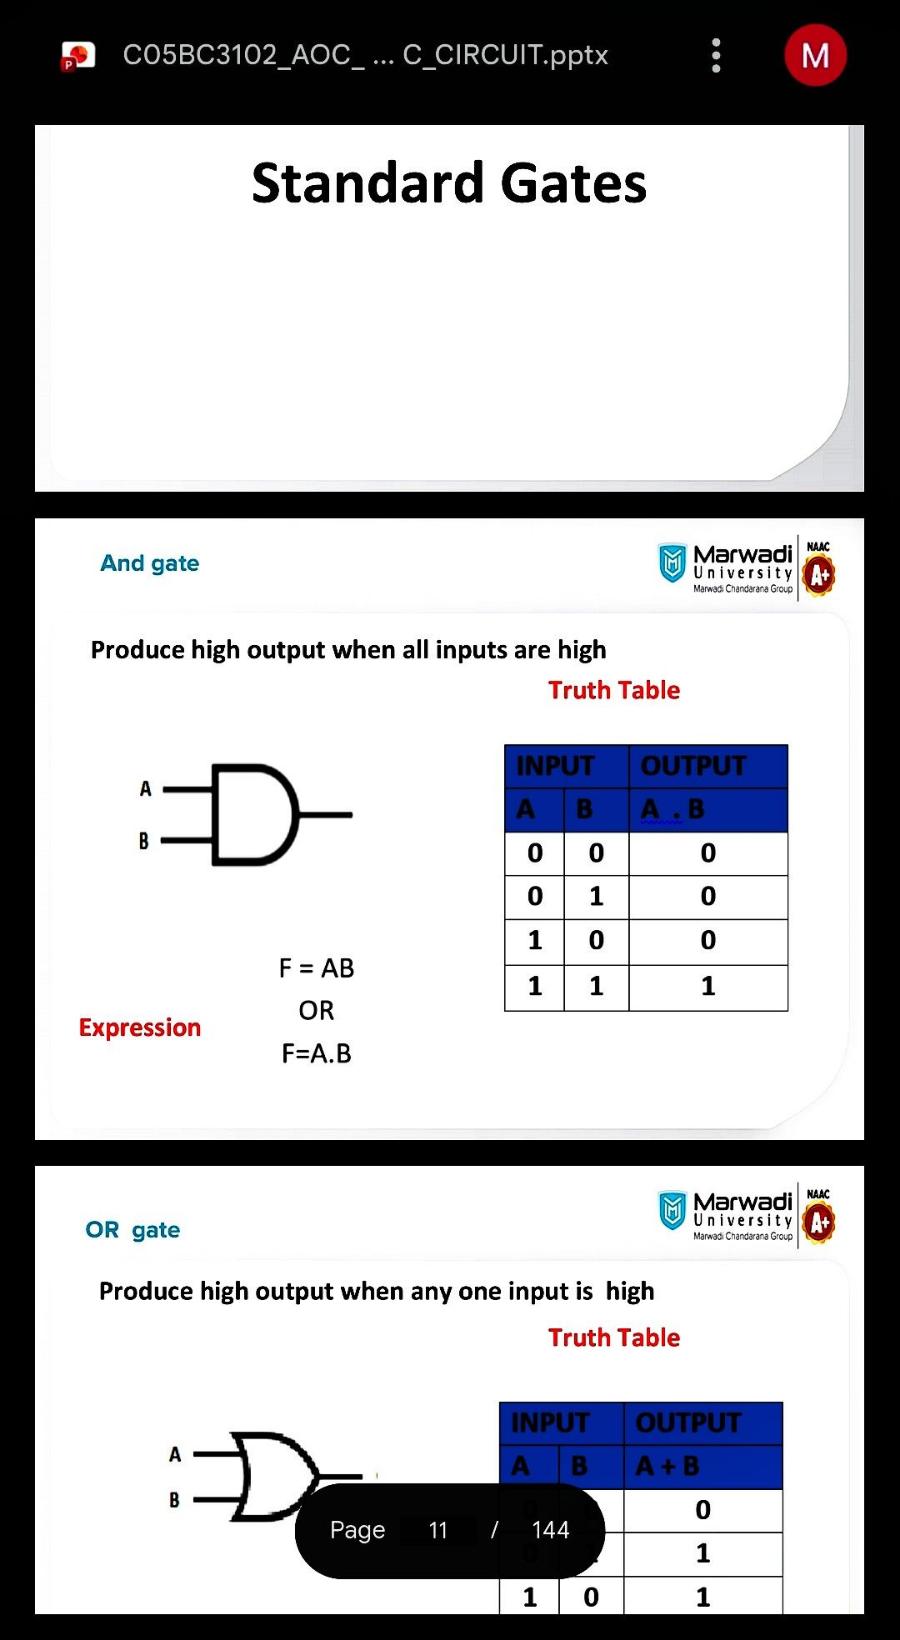 C05BC3102_AOC_ ... C_CIRCUIT.pptx
M
Standard Gates
And gate
Marwadi
University
Marwadi Chandarana Group
NAAC
A+
Produce high output when all inputs are high
Truth Table
A
B
INPUT OUTPUT
A B A . B
0 0 0
0 1 0
1 0 0
1 1 1
F = AB
OR
Expression
F=A.B
OR gate
Marwadi
University
Marwadi Chandarana Group
NAAC
A+
Produce high output when any one input is high
Truth Table
A
B
INPUT OUTPUT
A B A + B
0
1
1 0 1
Page 11 / 144